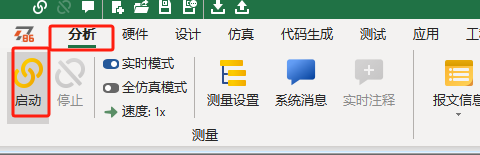 分析 硬件 设计 仿真 代码生成 测试 应用
启动 停止 实时模式 全仿真模式 速度: 1x 测量设置 系统消息 实时注释 报文信息
测量